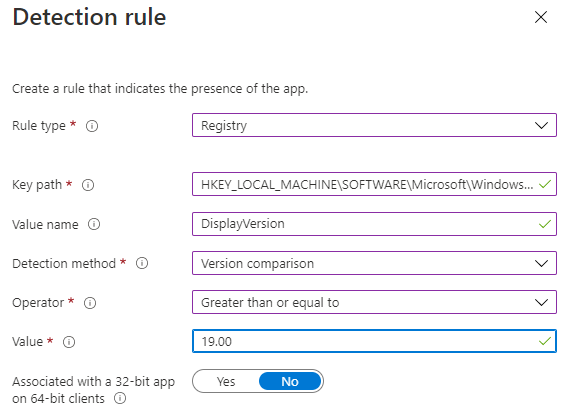 Detection rule
Create a rule that indicates the presence of the app.
Rule type * Registry
Key path * HKEY_LOCAL_MACHINE\SOFTWARE\Microsoft\Windows...
Value name DisplayVersion
Detection method * Version comparison
Operator * Greater than or equal to
Value * 19.00
Associated with a 32-bit app
on 64-bit clients Yes No